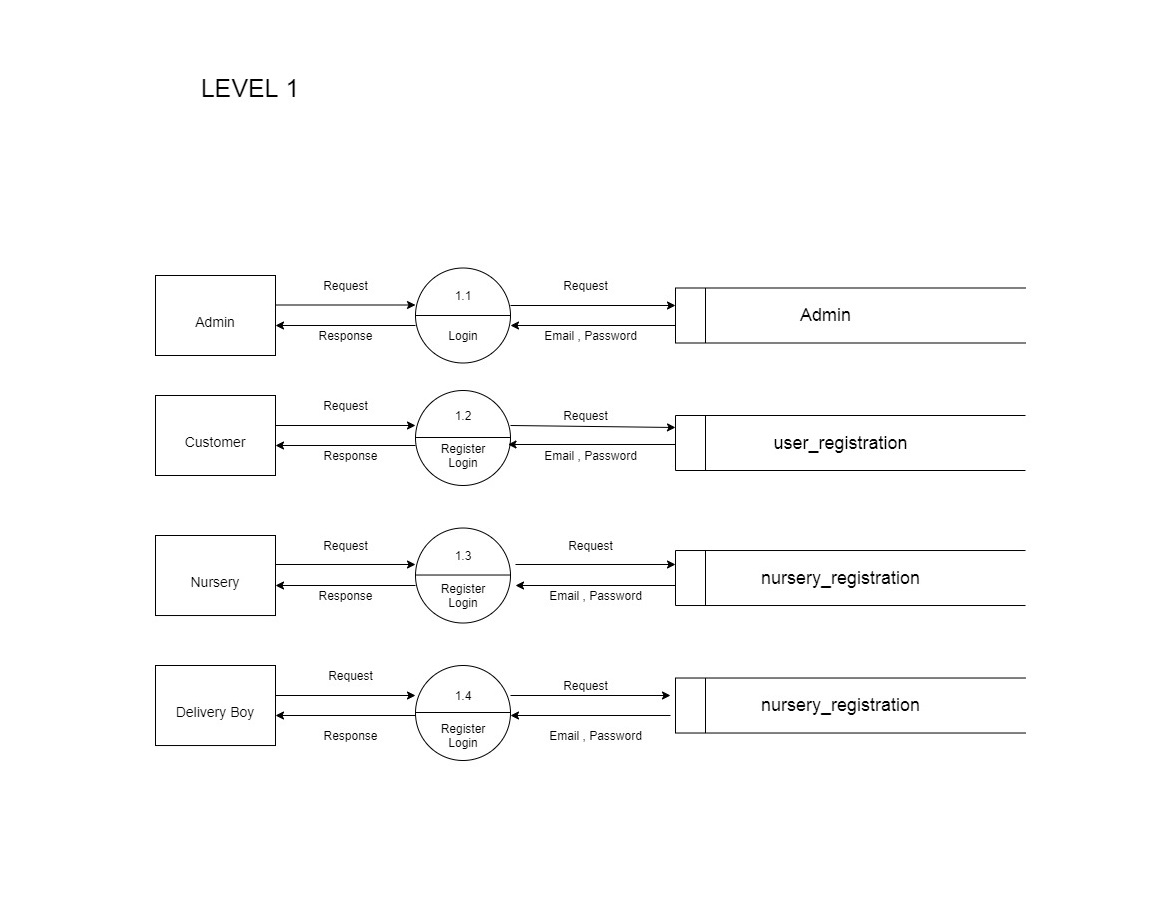 LEVEL 1
Request
Request
1.1
Admin
Admin
Response
Login
Email , Password
Request
Request
1.2
Customer
user_registration
Register
Login
Response
Email , Password
Request
Request
1.3
Nursery
nursery_registration
Register
Login
Response
Email , Password
Request
Request
1.4
Delivery Boy
nursery_registration
Register
Login
Response
Email , Password